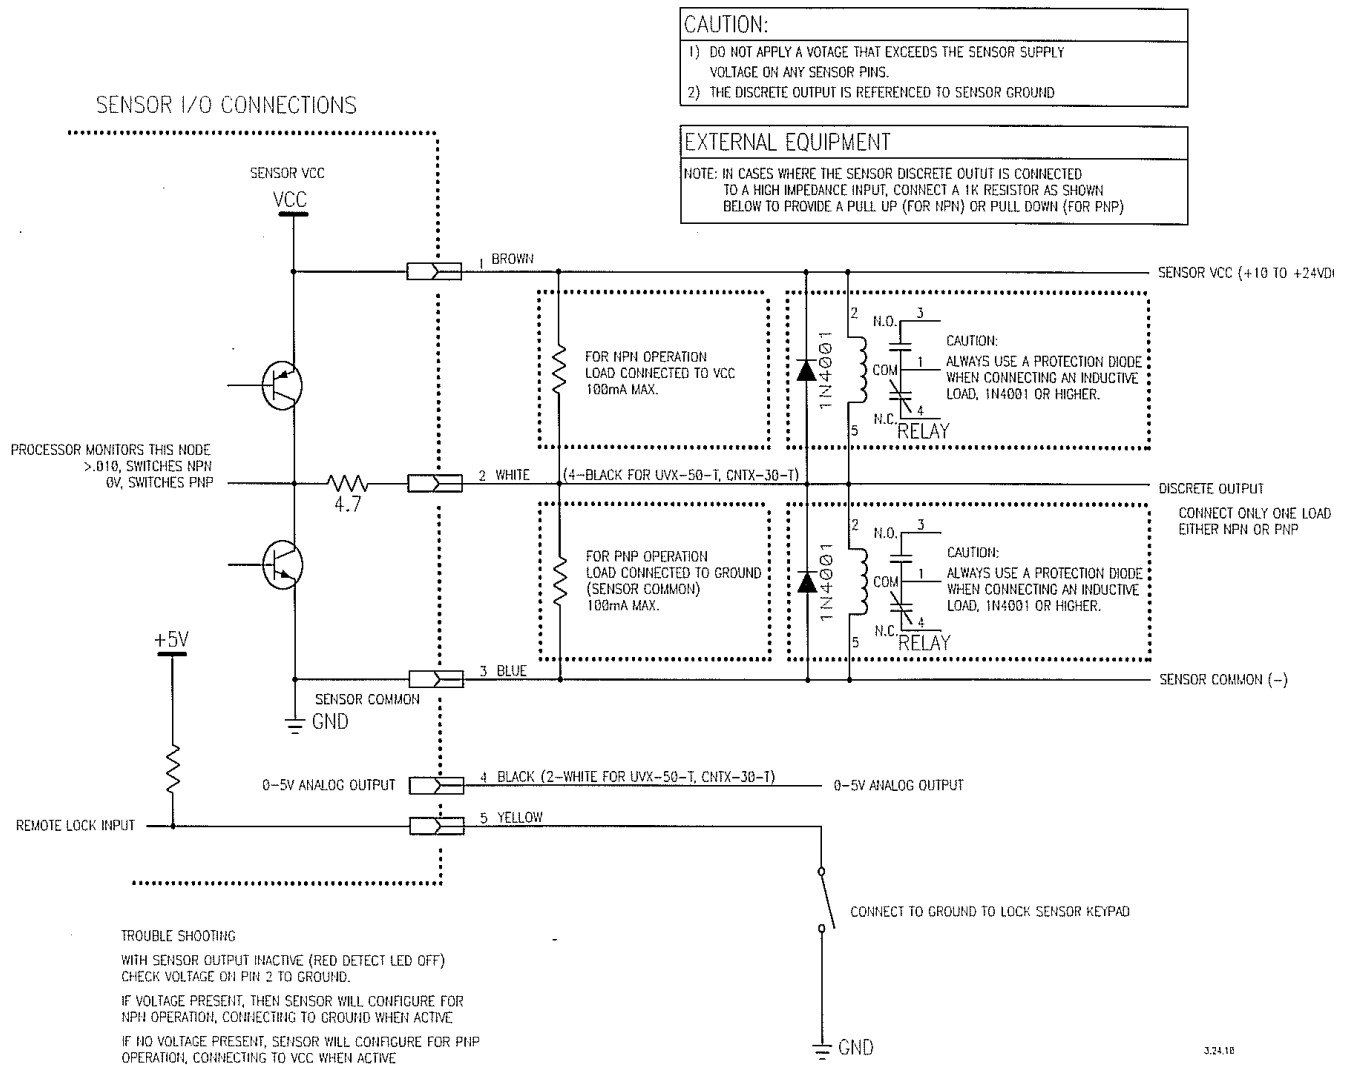 CAUTION:
1) DO NOT APPLY A VOTAGE THAT EXCEEDS THE SENSOR SUPPLY
VOLTAGE ON ANY SENSOR PINS.
2) THE DISCRETE OUTPUT IS REFERENCED TO SENSOR GROUND
SENSOR I/O CONNECTIONS
EXTERNAL EQUIPMENT
NOTE: IN CASES WHERE THE SENSOR DISCRETE OUTUT IS CONNECTED
TO A HIGH IMPEDANCE INPUT, CONNECT A 1K RESISTOR AS SHOWN
BELOW TO PROVIDE A PULL UP (FOR NPN) OR PULL DOWN (FOR PNP)
SENSOR VCC
VCC
1 BROWN
SENSOR VCC (+10 TO +24VD
FOR NPN OPERATION
LOAD CONNECTED TO VCC
100mA MAX.
1N4001
2
5
N.O. 3
COM 1
N.C. 4
RELAY
CAUTION:
ALWAYS USE A PROTECTION DIODE
WHEN CONNECTING AN INDUCTIVE
LOAD, 1N4001 OR HIGHER.
PROCESSOR MONITORS THIS NODE
>.010, SWITCHES NPN
0V, SWITCHES PNP
4.7
2 WHITE (4-BLACK FOR UVX-50-T, CNTX-30-T)
DISCRETE OUTPUT
CONNECT ONLY ONE LOAD
EITHER NPN OR PNP
FOR PNP OPERATION
LOAD CONNECTED TO GROUND
(SENSOR COMMON)
100mA MAX.
1N4001
2
5
N.O. 3
COM 1
N.C. 4
RELAY
CAUTION:
ALWAYS USE A PROTECTION DIODE
WHEN CONNECTING AN INDUCTIVE
LOAD, 1N4001 OR HIGHER.
+5V
3 BLUE
SENSOR COMMON (-)
SENSOR COMMON
GND
0-5V ANALOG OUTPUT
4 BLACK (2-WHITE FOR UVX-50-T, CNTX-30-T)
0-5V ANALOG OUTPUT
REMOTE LOCK INPUT
5 YELLOW
CONNECT TO GROUND TO LOCK SENSOR KEYPAD
GND
TROUBLE SHOOTING
WITH SENSOR OUTPUT INACTIVE (RED DETECT LED OFF)
CHECK VOLTAGE ON PIN 2 TO GROUND.
IF VOLTAGE PRESENT, THEN SENSOR WILL CONFIGURE FOR
NPN OPERATION, CONNECTING TO GROUND WHEN ACTIVE
IF NO VOLTAGE PRESENT, SENSOR WILL CONFIGURE FOR PNP
OPERATION, CONNECTING TO VCC WHEN ACTIVE
3.24.10